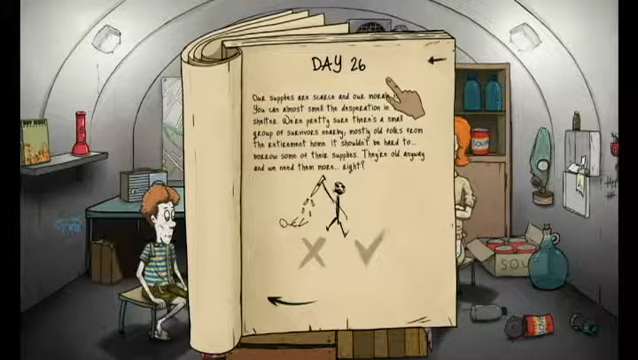 DAY 26
Our supplies are scarce and our morale
You can almost smell the desperation in
shelter. We're pretty sure there's a small
group of survivors nearby, mostly old folks from
the retirement home. It shouldn't be hard to...
borrow some of their supplies. They're old anyway
and we need them more... right?
SOUP
SOU